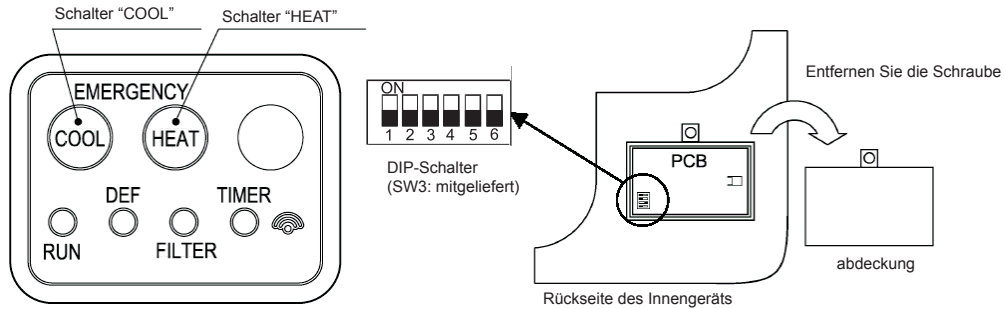 Schalter “COOL”
Schalter “HEAT”
EMERGENCY
COOL
HEAT
DEF
TIMER
RUN
FILTER
ON
1 2 3 4 5 6
DIP-Schalter
(SW3: mitgeliefert)
PCB
Rückseite des Innengeräts
Entfernen Sie die Schraube
abdeckung